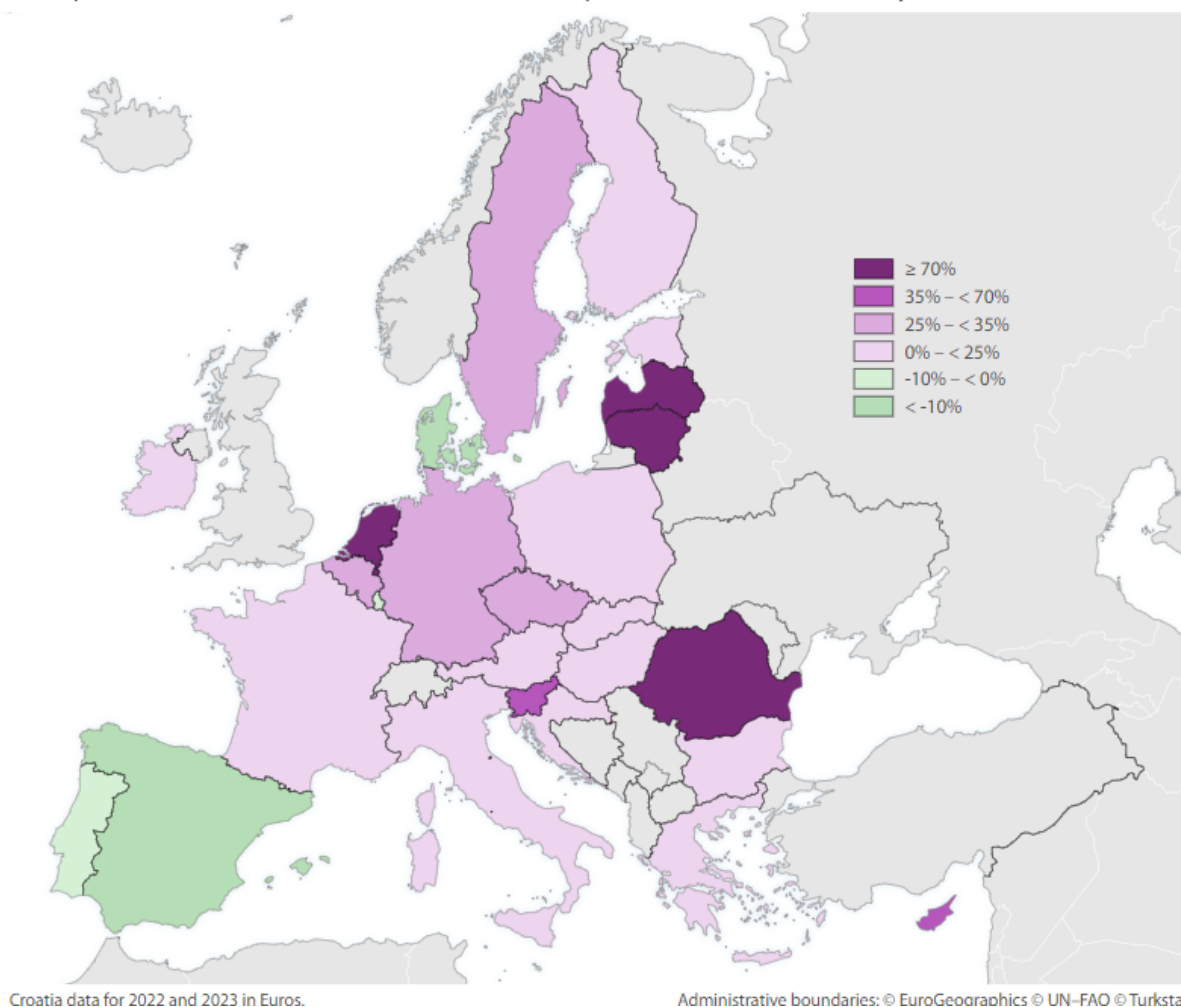 ≥ 70%
35% – < 70%
25% – < 35%
0% – < 25%
-10% – < 0%
< -10%
Croatia data for 2022 and 2023 in Euros.
Administrative boundaries: © EuroGeographics © UN–FAO © Turksta